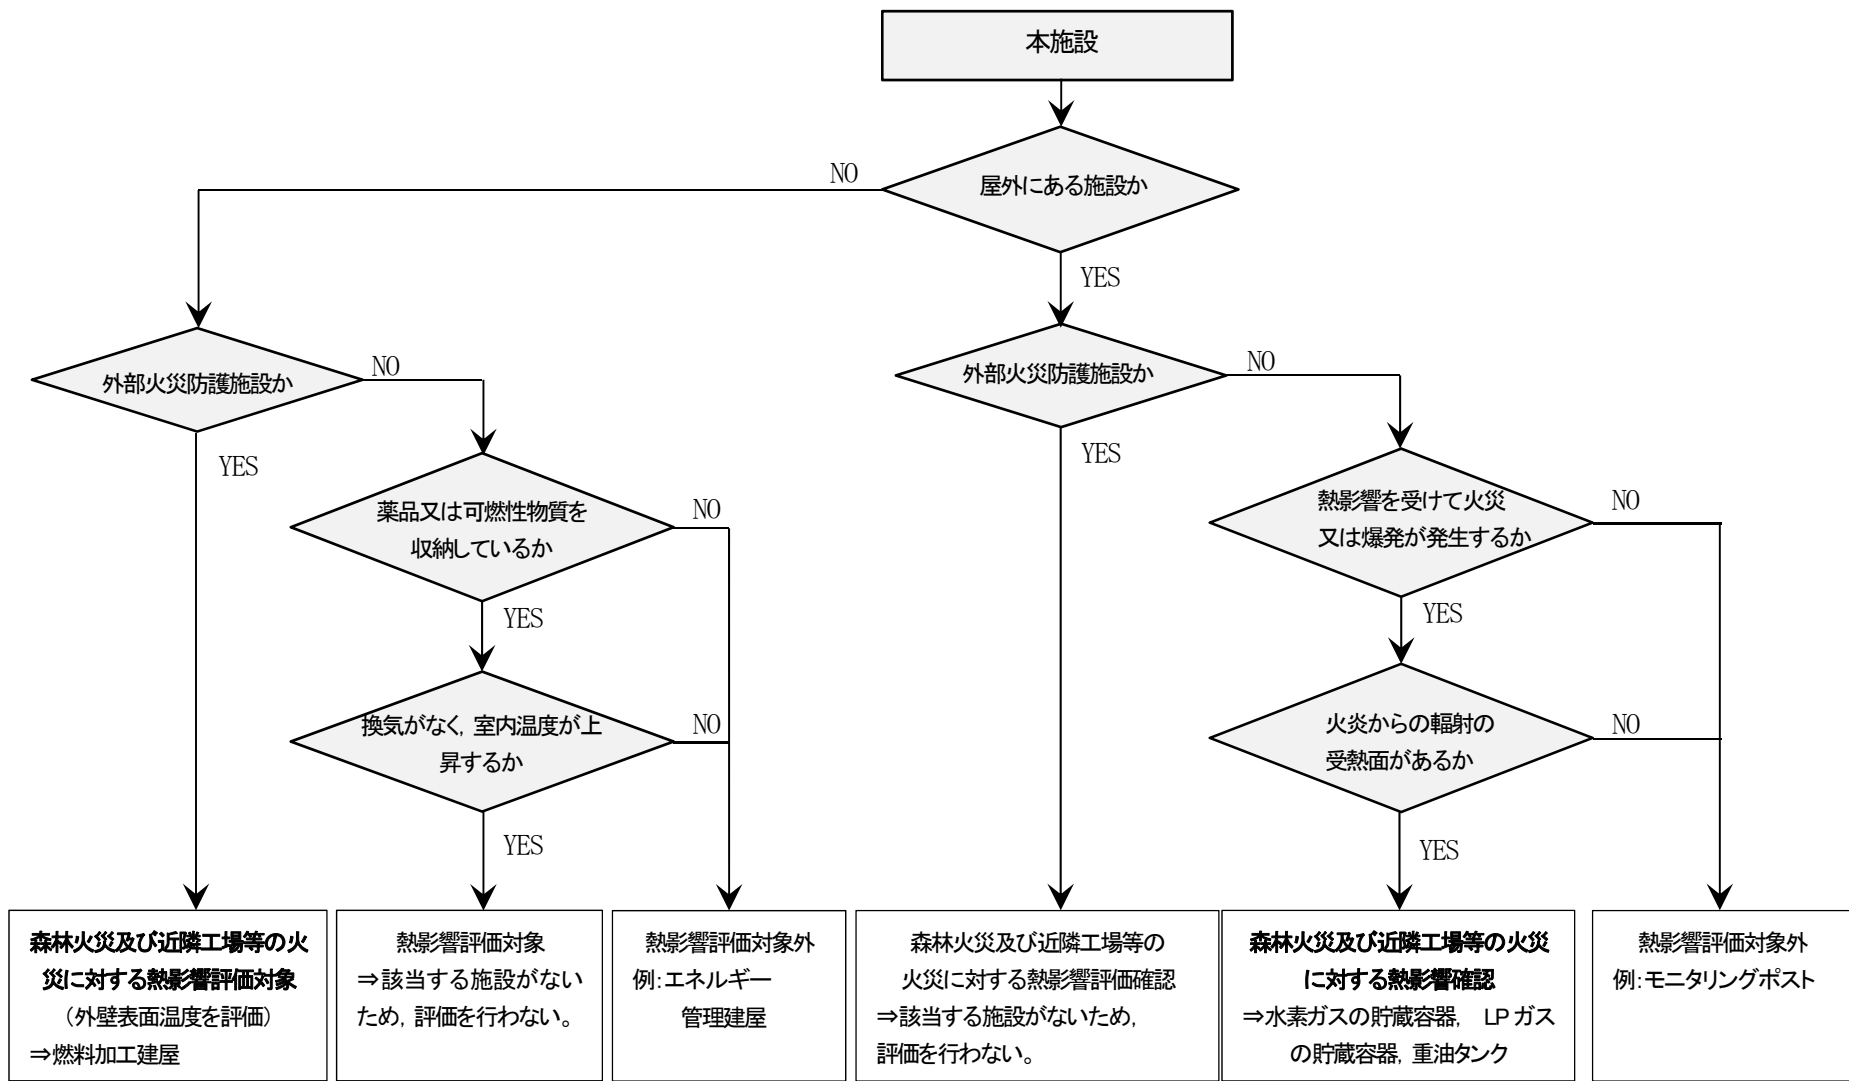 本施設
屋外にある施設か
NO
YES
外部火災防護施設か
NO
YES
薬品又は可燃性物質を
収納しているか
NO
YES
換気がなく，室内温度が上
昇するか
NO
YES
外部火災防護施設か
NO
YES
熱影響を受けて火災
又は爆発が発生するか
NO
YES
火炎からの輻射の
受熱面があるか
NO
YES
森林火災及び近隣工場等の火
災に対する熱影響評価対象
（外壁表面温度を評価）
⇒燃料加工建屋
熱影響評価対象
⇒該当する施設がない
ため，評価を行わない。
熱影響評価対象外
例：エネルギー
管理建屋
森林火災及び近隣工場等の
火災に対する熱影響評価確認
⇒該当する施設がないため，
評価を行わない。
森林火災及び近隣工場等の火災
に対する熱影響確認
⇒水素ガスの貯蔵容器， LPガス
の貯蔵容器，重油タンク
熱影響評価対象外
例：モニタリングポスト